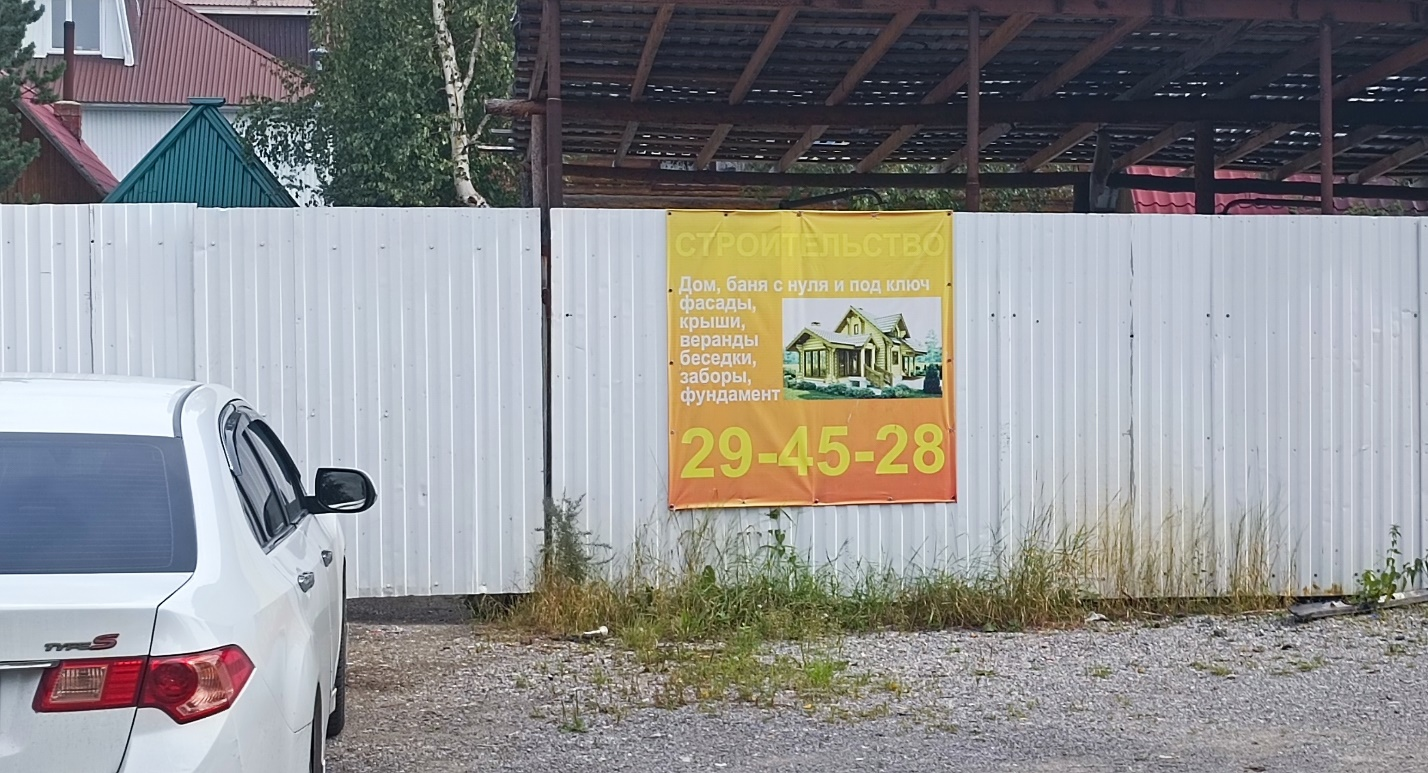 СТРОИТЕЛЬСТВО
Дом, баня с нуля и под ключ
фасады,
крыши,
веранды
беседки,
заборы,
фундамент
29-45-28
TYPE S